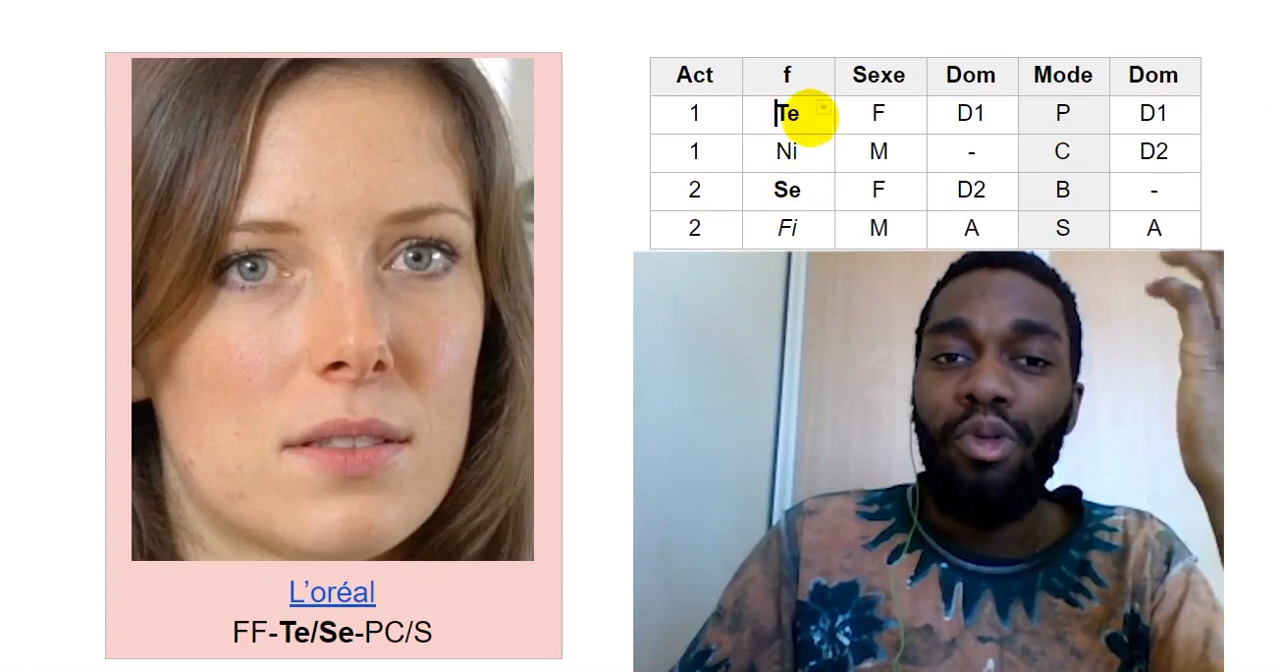 Act f Sexe Dom Mode Dom
1 Te F D1 P D1
1 Ni M - C D2
2 Se F D2 B -
2 Fi M A S A
L’oréal
FF-Te/Se-PC/S